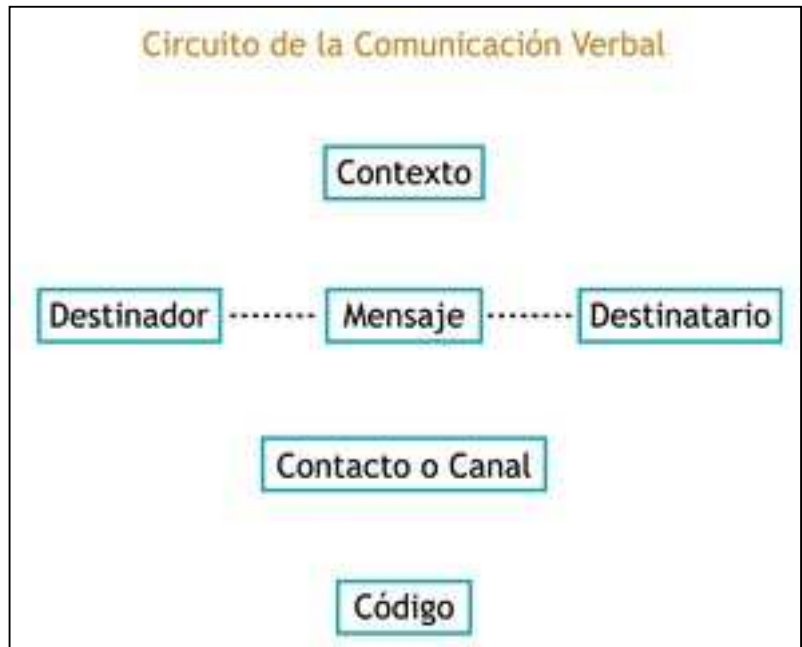 Circuito de la Comunicación Verbal
Contexto
Destinador Mensaje Destinatario
Contacto o Canal
Código